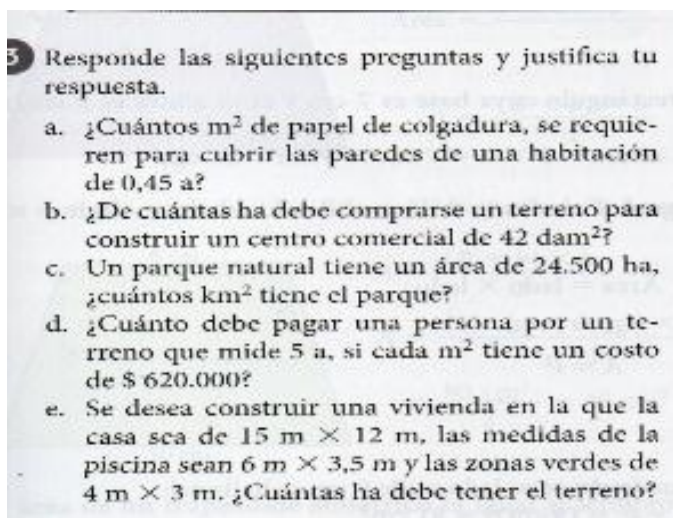 3 Responde las siguientes preguntas y justifica tu
respuesta.
a. ¿Cuántos m² de papel de colgadura, se requie-
ren para cubrir las paredes de una habitación
de 0,45 a?
b. ¿De cuántas ha debe comprarse un terreno para
construir un centro comercial de 42 dam²?
c. Un parque natural tiene un área de 24.500 ha,
¿cuántos km² tiene el parque?
d. ¿Cuánto debe pagar una persona por un te-
rreno que mide 5 a, si cada m² tiene un costo
de $ 620.000?
e. Se desea construir una vivienda en la que la
casa sea de 15 m × 12 m, las medidas de la
piscina sean 6 m × 3,5 m y las zonas verdes de
4 m × 3 m. ¿Cuántas ha debe tener el terreno?